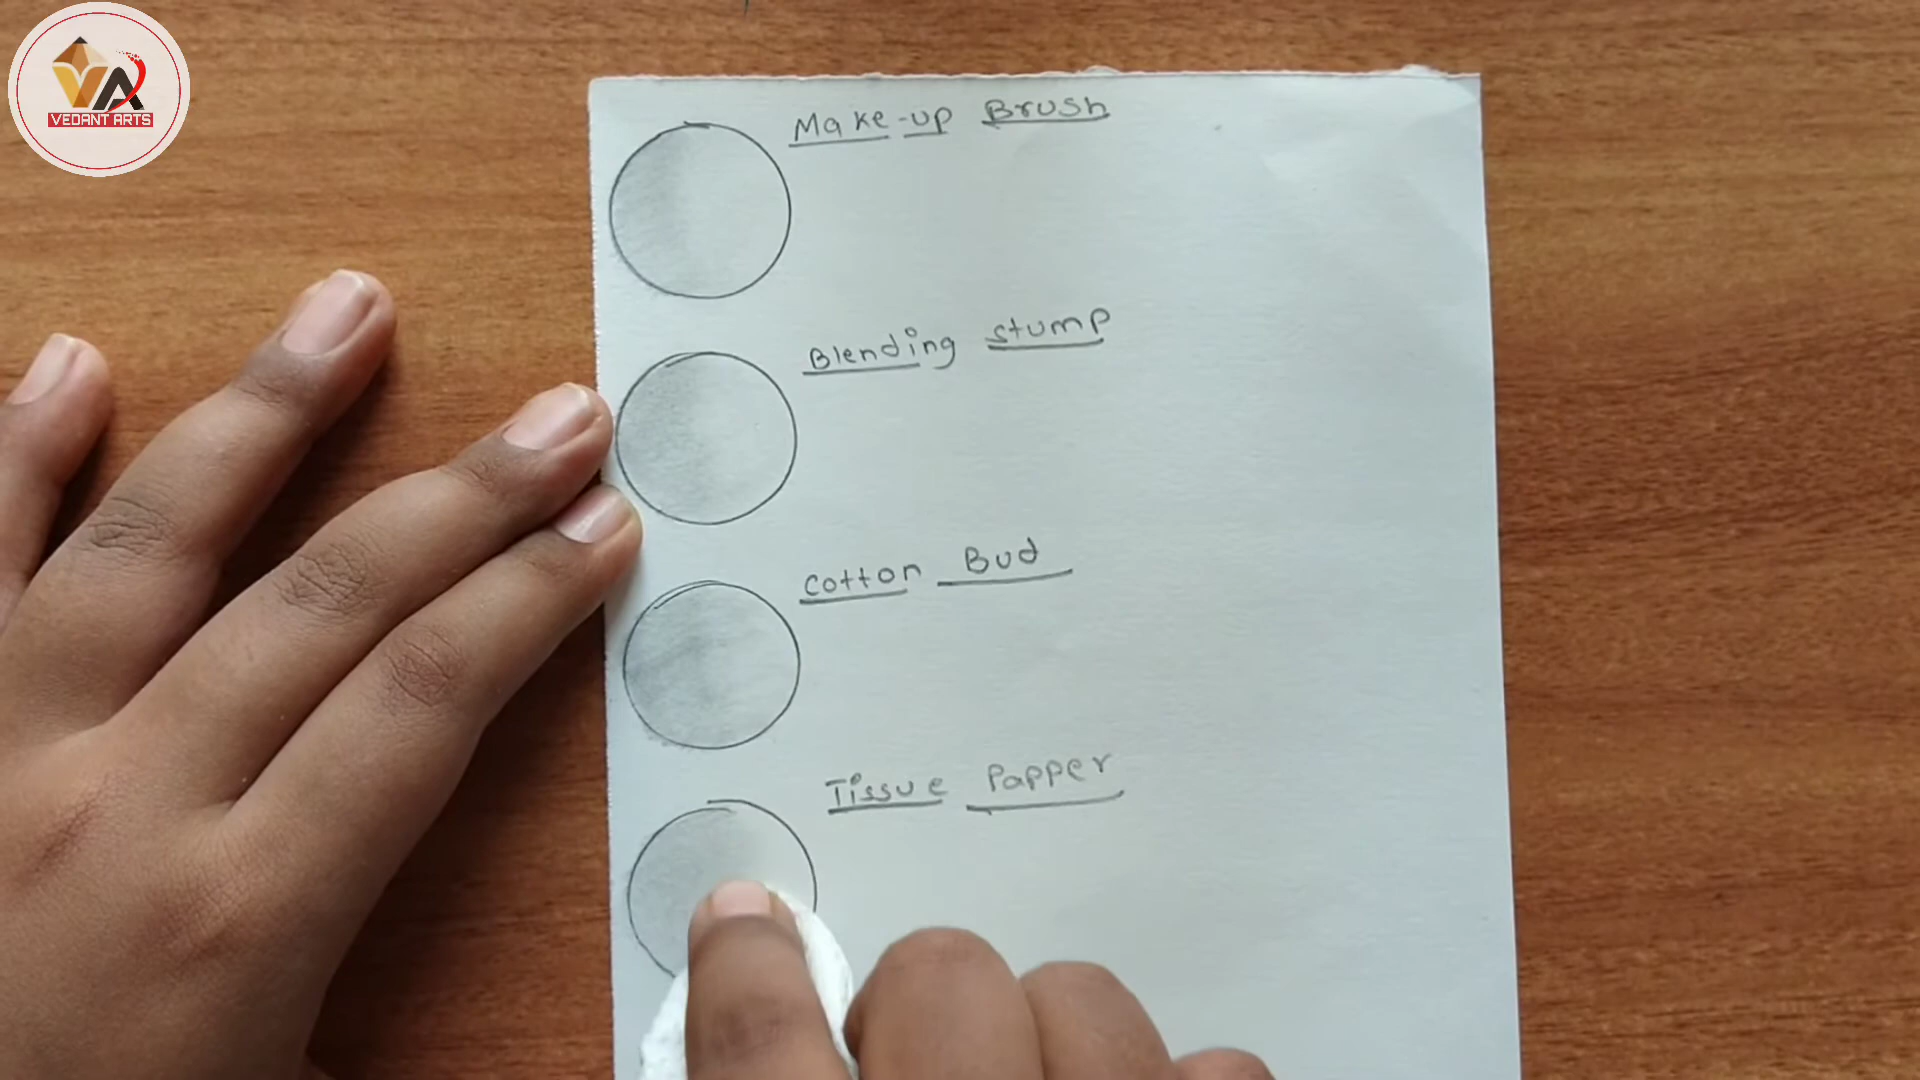 VEDANT ARTS
Make-up Brush
Blending stump
cotton Bud
Tissue Papper